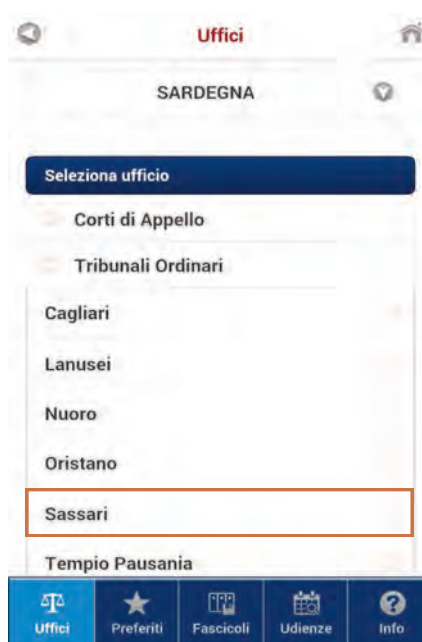 Uffici
SARDEGNA
Seleziona ufficio
Corti di Appello
Tribunali Ordinari
Cagliari
Lanusei
Nuoro
Oristano
Sassari
Tempio Pausania
Uffici Preferiti Fascicoli Udienze Info